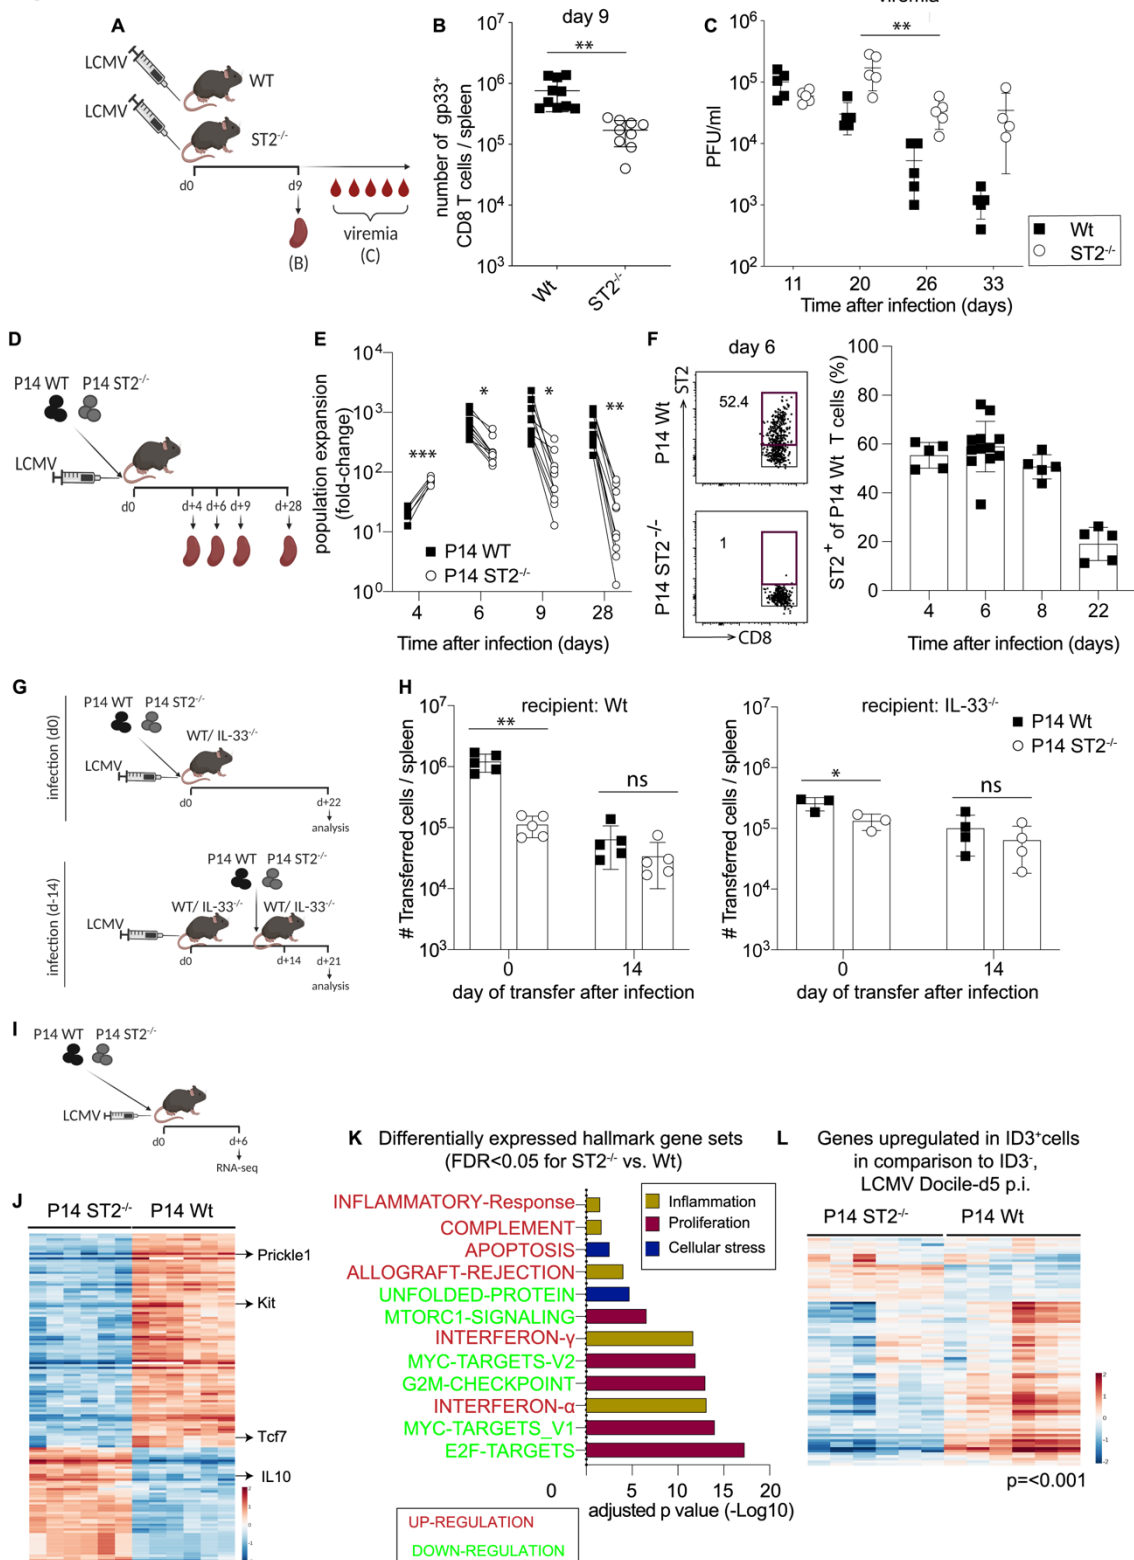 A
LCMV
LCMV
WT
ST2-/-
d0
d9
(B)
viremia
(C)
B
day 9
**
number of gp33+
CD8 T cells / spleen
10^7
10^6
10^5
10^4
10^3
Wt
ST2-/-
C
viremia
**
PFU/ml
10^6
10^5
10^4
10^3
10^2
11 20 26 33
Time after infection (days)
Wt
ST2-/-
D
P14 WT P14 ST2-/-
LCMV
d0
d+4 d+6 d+9 d+28
E
population expansion
(fold-change)
10^4
10^3
10^2
10^1
10^0
***
*
*
**
P14 WT
P14 ST2-/-
4 6 9 28
Time after infection (days)
F
day 6
ST2
P14 Wt
52.4
P14 ST2-/-
1
CD8
ST2+ of P14 Wt T cells (%)
100
80
60
40
20
0
4 6 8 22
Time after infection (days)
G
infection (d0)
P14 WT P14 ST2-/-
WT/ IL-33-/-
LCMV
d0
d+22
analysis
infection (d-14)
P14 WT P14 ST2-/-
WT/ IL-33-/- WT/ IL-33-/-
LCMV
d0
d+14
d+21
analysis
H
recipient: Wt
# Transferred cells / spleen
10^7
10^6
10^5
10^4
10^3
**
ns
0 14
day of transfer after infection
recipient: IL-33-/-
# Transferred cells / spleen
10^7
10^6
10^5
10^4
10^3
*
ns
P14 Wt
P14 ST2-/-
0 14
day of transfer after infection
I
P14 WT P14 ST2-/-
LCMV
d0
d+6
RNA-seq
J
P14 ST2-/- P14 Wt
Prickle1
Kit
Tcf7
IL10
2
1
0
-1
-2
K Differentially expressed hallmark gene sets
(FDR<0.05 for ST2-/- vs. Wt)
INFLAMMATORY-Response
COMPLEMENT
APOPTOSIS
ALLOGRAFT-REJECTION
UNFOLDED-PROTEIN
MTORC1-SIGNALING
INTERFERON-γ
MYC-TARGETS-V2
G2M-CHECKPOINT
INTERFERON-α
MYC-TARGETS_V1
E2F-TARGETS
Inflammation
Proliferation
Cellular stress
0 5 10 15 20
adjusted p value (-Log10)
UP-REGULATION
DOWN-REGULATION
L Genes upregulated in ID3+cells
in comparison to ID3-,
LCMV Docile-d5 p.i.
P14 ST2-/- P14 Wt
2
1
0
-1
-2
p=<0.001